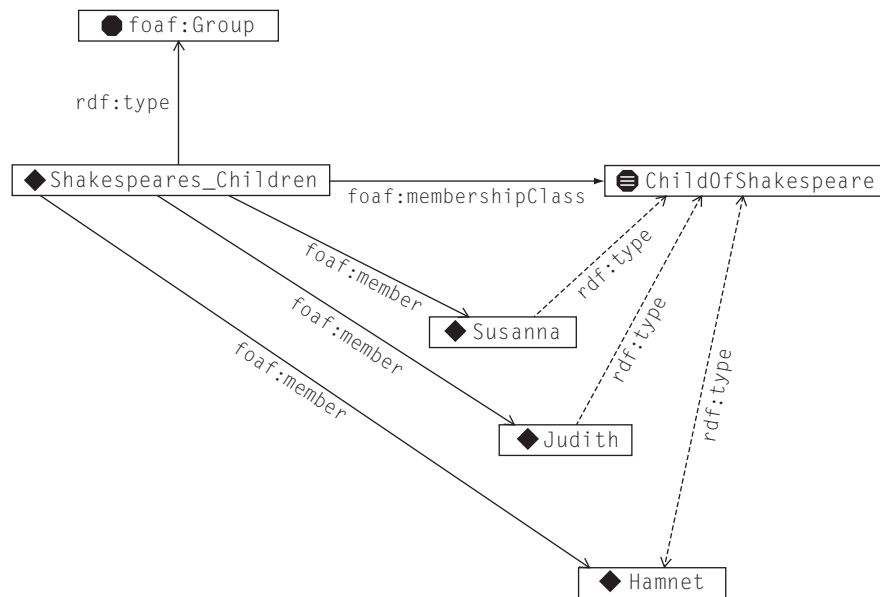 foaf:Group
rdf:type
Shakespeares_Children
foaf:membershipClass
ChildOfShakespeare
foaf:member
rdf:type
foaf:member
Susanna
rdf:type
foaf:member
rdf:type
Judith
Hamnet